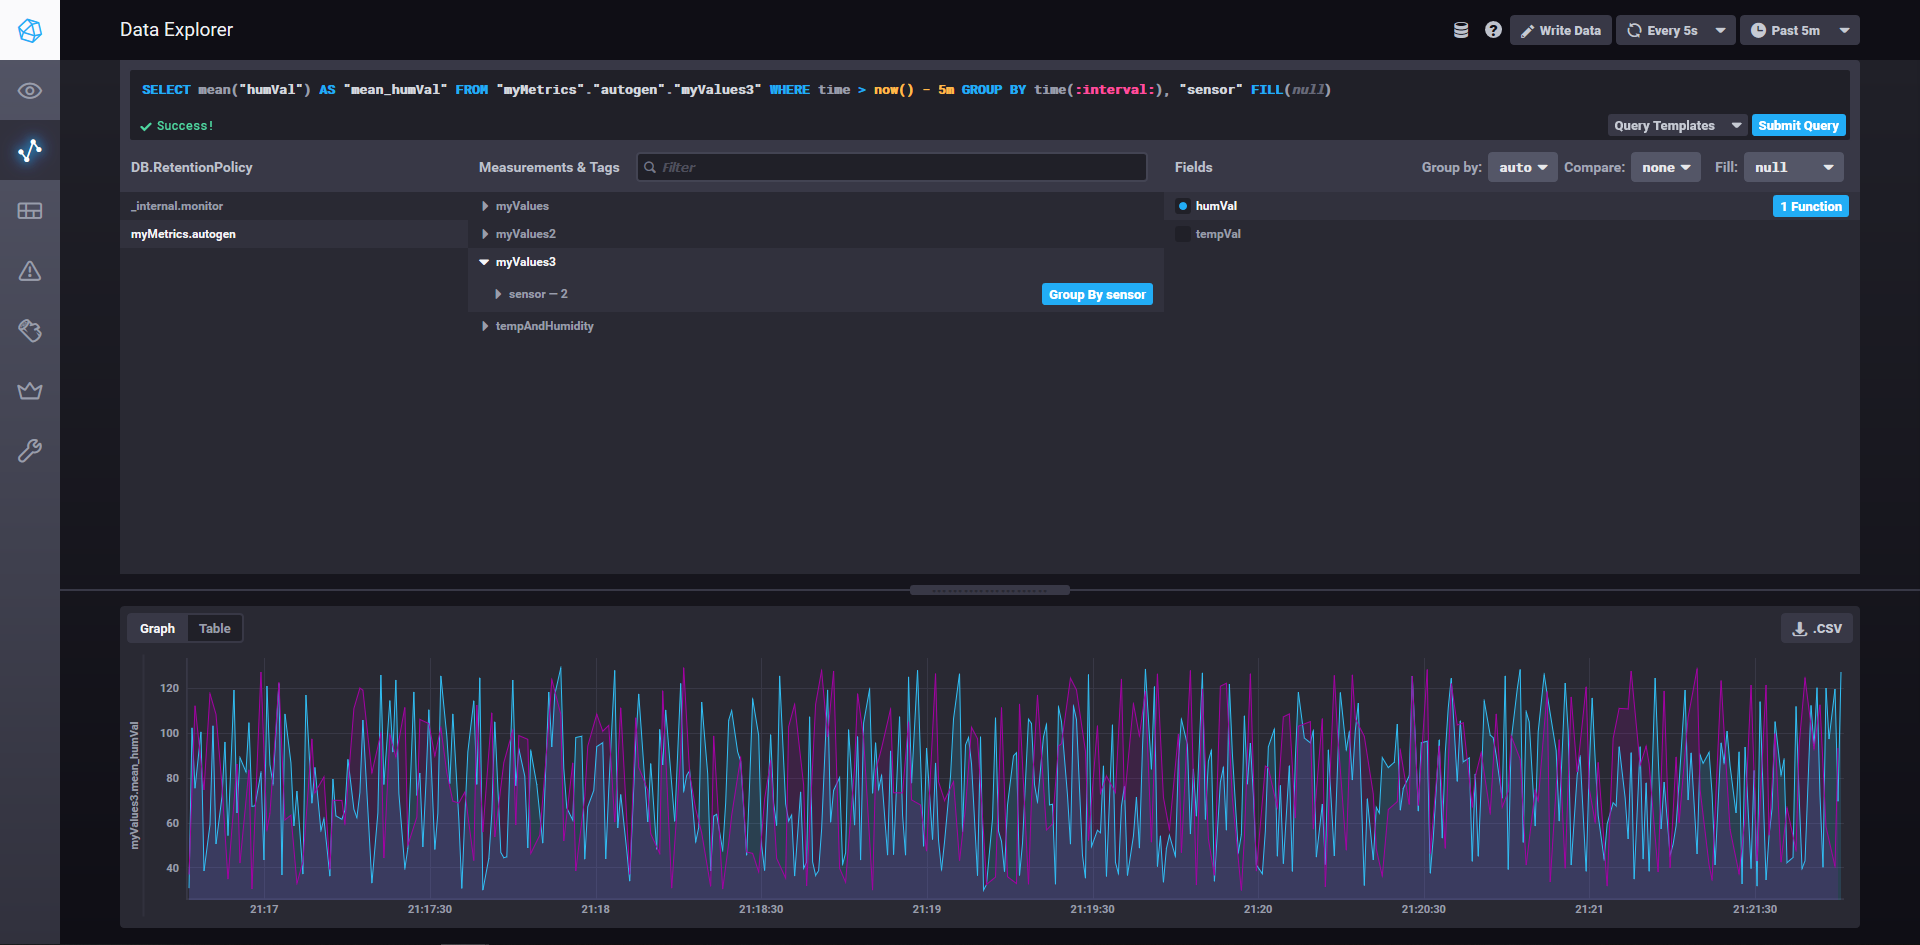 Data Explorer
Write Data
Every 5s
Past 5m
SELECT mean("humVal") AS "mean_humVal" FROM "myMetrics"."autogen"."myValues3" WHERE time > now() - 5m GROUP BY time(:interval:), "sensor" FILL(null)
Success!
Query Templates
Submit Query
DB.RetentionPolicy
Measurements & Tags
Filter
Fields
Group by: auto
Compare: none
Fill: null
_internal.monitor
myMetrics.autogen
myValues
myValues2
myValues3
sensor — 2
Group By sensor
tempAndHumidity
humVal
1 Function
tempVal
Graph
Table
.CSV
myValues3.mean_humVal
120
100
80
60
40
21:17
21:17:30
21:18
21:18:30
21:19
21:19:30
21:20
21:20:30
21:21
21:21:30